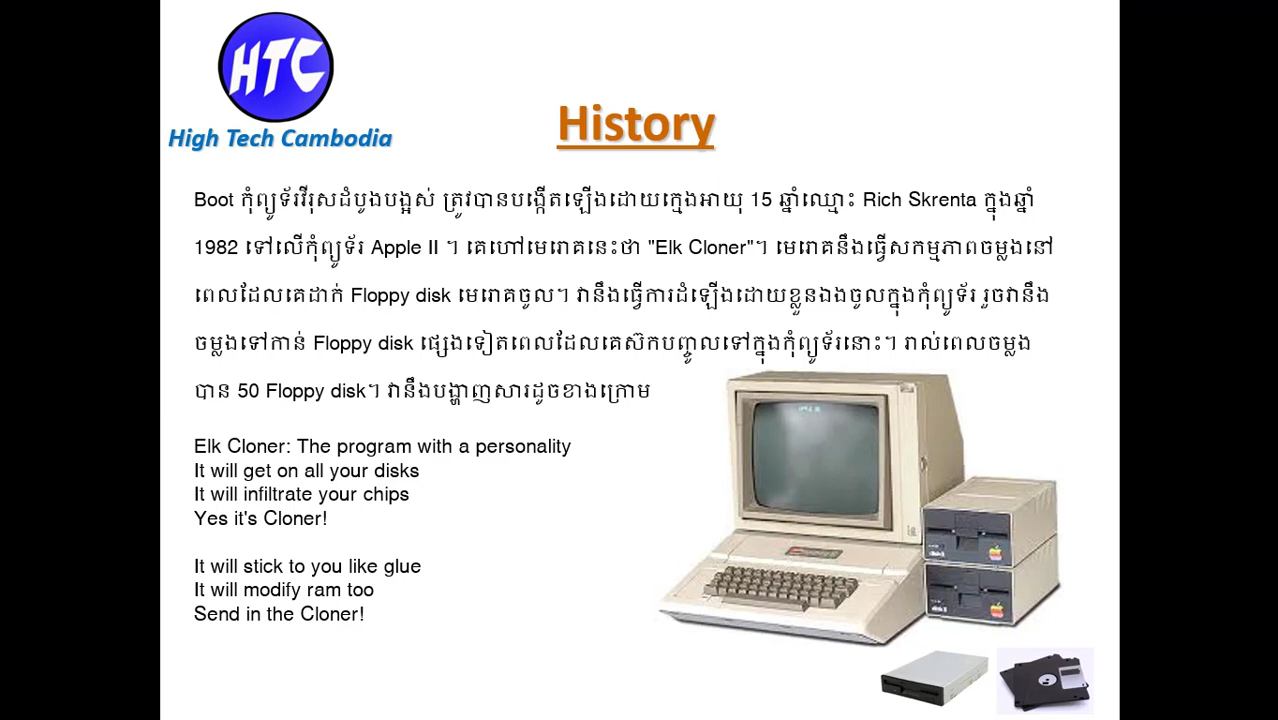 HTC
High Tech Cambodia
History
Boot កុំព្យូទ័រវីរុសដំបូងបង្អស់ ត្រូវបានបង្កើតឡើងដោយក្មេងអាយុ 15 ឆ្នាំឈ្មោះ Rich Skrenta ក្នុងឆ្នាំ
1982 ទៅលើកុំព្យូទ័រ Apple II ។ គេហៅមេរោគនេះថា "Elk Cloner"។ មេរោគនឹងធ្វើសកម្មភាពចម្លងនៅ
ពេលដែលគេដាក់ Floppy disk មេរោគចូល។ វានឹងធ្វើការដំឡើងដោយខ្លួនឯងចូលក្នុងកុំព្យូទ័រ រួចវានឹង
ចម្លងទៅកាន់ Floppy disk ផ្សេងទៀតពេលដែលគេស៊កបញ្ចូលទៅក្នុងកុំព្យូទ័រនោះ។ រាល់ពេលចម្លង
បាន 50 Floppy disk។ វានឹងបង្ហាញសារដូចខាងក្រោម
Elk Cloner: The program with a personality
It will get on all your disks
It will infiltrate your chips
Yes it's Cloner!
It will stick to you like glue
It will modify ram too
Send in the Cloner!
disk II
disk II